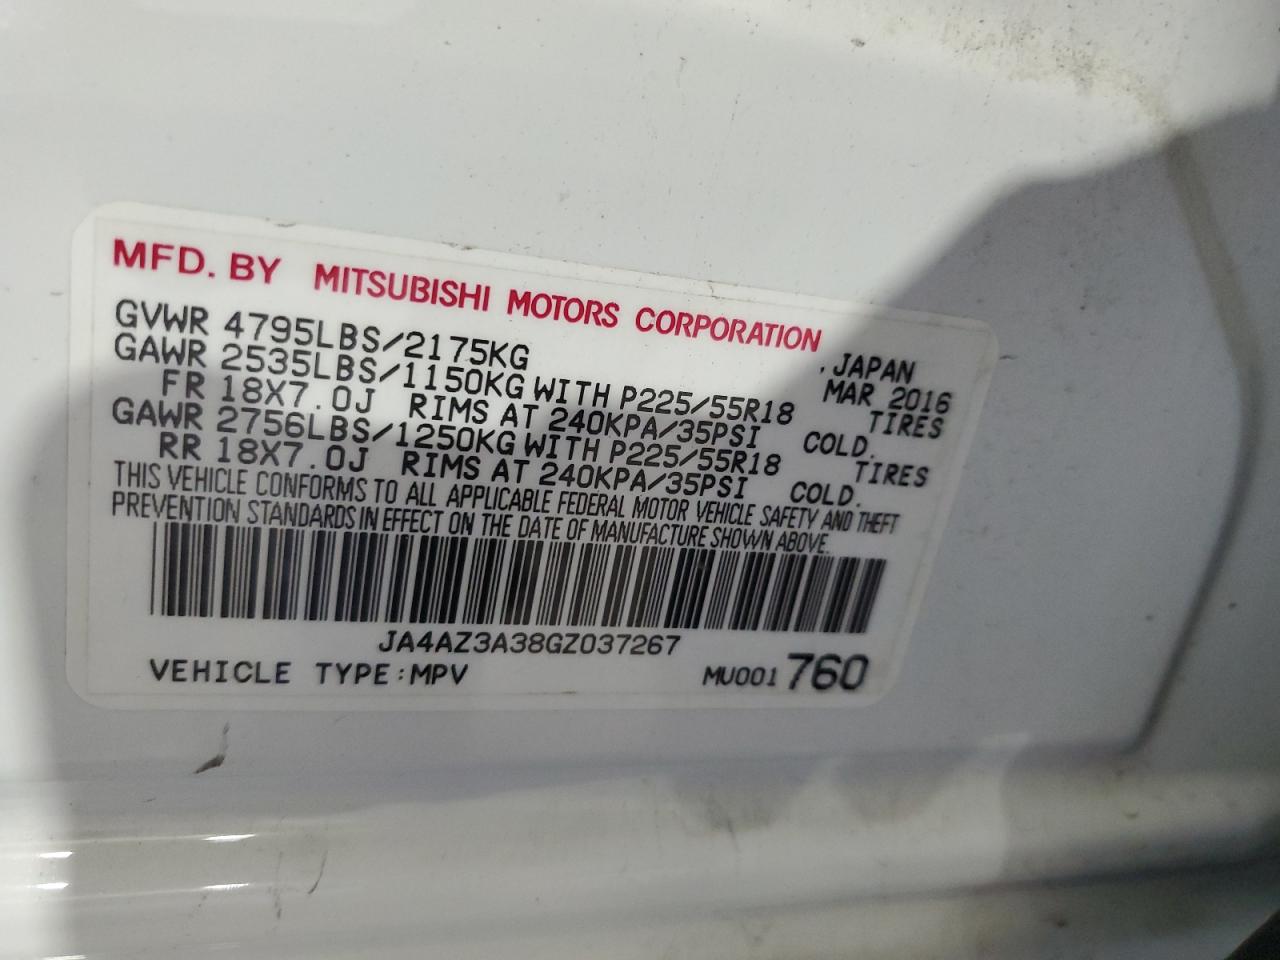 MFD. BY MITSUBISHI MOTORS CORPORATION, JAPAN
GVWR 4795LBS/2175KG MAR 2016
GAWR 2535LBS/1150KG WITH P225/55R18 TIRES
FR 18X7.0J RIMS AT 240KPA/35PSI COLD.
GAWR 2756LBS/1250KG WITH P225/55R18 TIRES
RR 18X7.0J RIMS AT 240KPA/35PSI COLD.
THIS VEHICLE CONFORMS TO ALL APPLICABLE FEDERAL MOTOR VEHICLE SAFETY AND THEFT
PREVENTION STANDARDS IN EFFECT ON THE DATE OF MANUFACTURE SHOWN ABOVE.
JA4AZ3A38GZ037267
VEHICLE TYPE:MPV MU001760